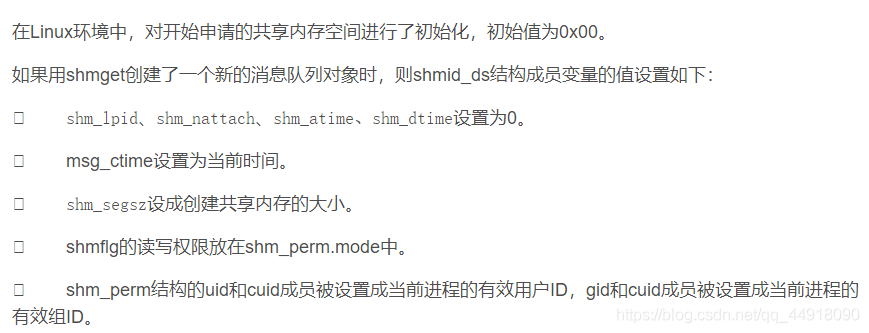 在Linux环境中，对开始申请的共享内存空间进行了初始化，初始值为0x00。
如果用shmget创建了一个新的消息队列对象时，则shmid_ds结构成员变量的值设置如下：
 shm_lpid、shm_nattach、shm_atime、shm_dtime设置为0。
 msg_ctime设置为当前时间。
 shm_segsz设成创建共享内存的大小。
 shmflg的读写权限放在shm_perm.mode中。
 shm_perm结构的uid和cuid成员被设置成当前进程的有效用户ID，gid和cuid成员被设置成当前进程的
有效组ID。
https://blog.csdn.net/qq_44918090